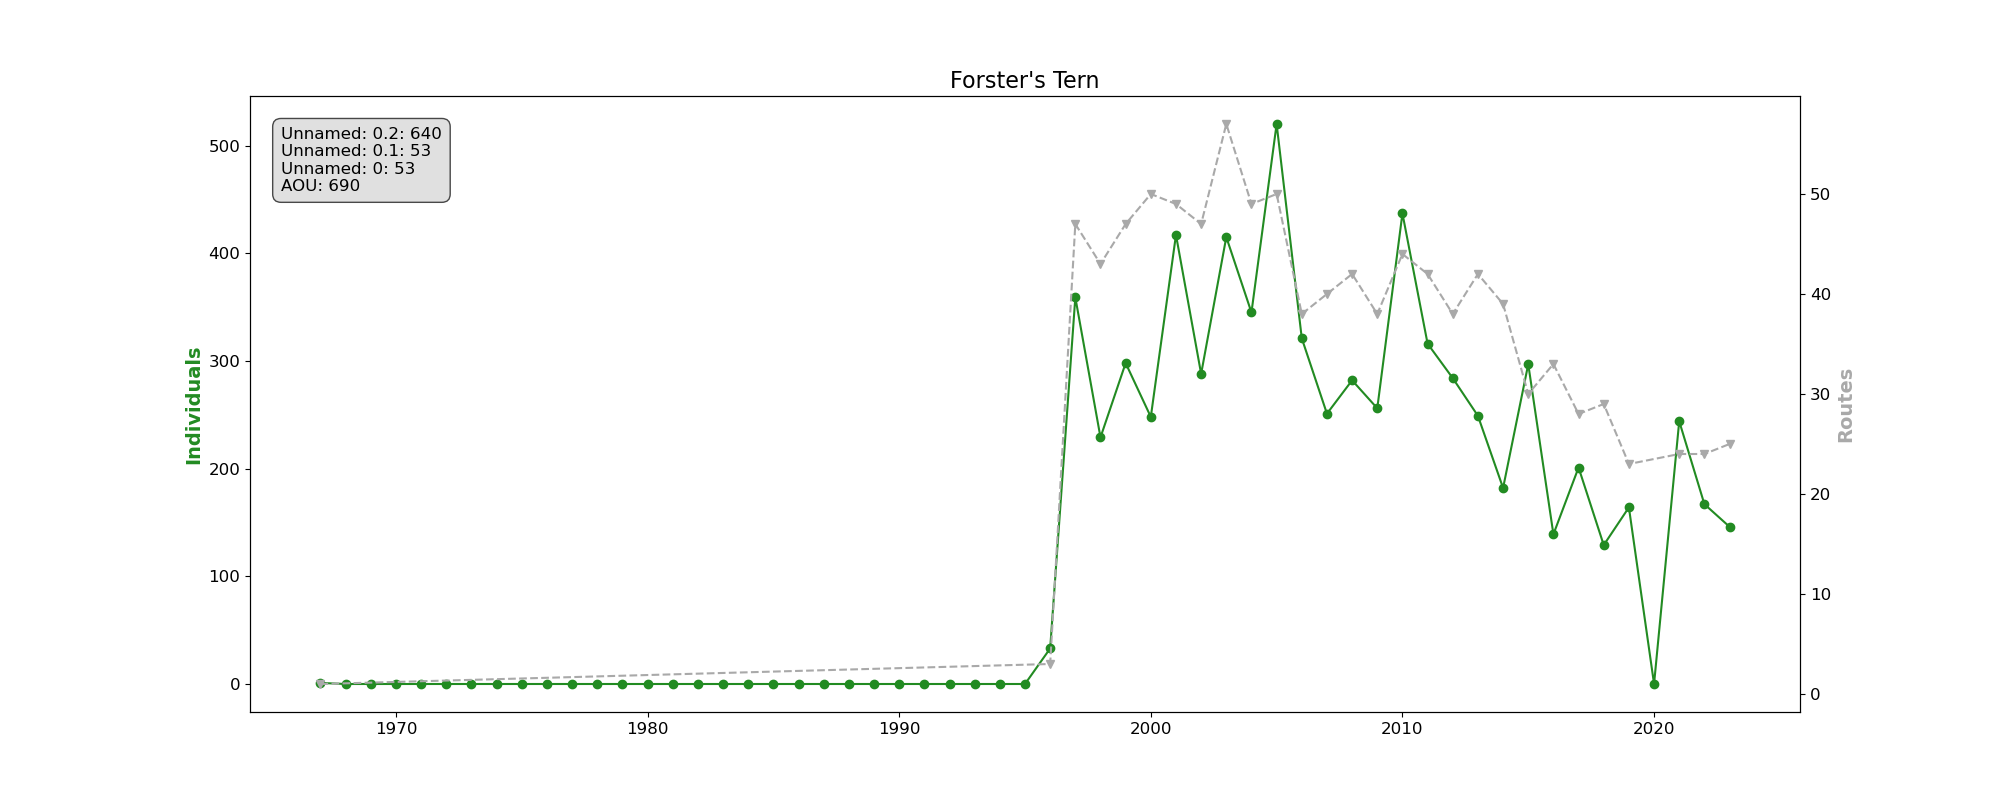 Forster's Tern
Unnamed: 0.2: 640
Unnamed: 0.1: 53
Unnamed: 0: 53
AOU: 690
500
400
300
200
100
0
Individuals
50
40
30
20
10
0
Routes
1970 1980 1990 2000 2010 2020